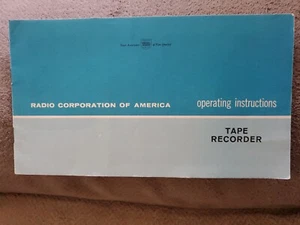 RADIO CORPORATION OF AMERICA
operating instructions
TAPE
RECORDER